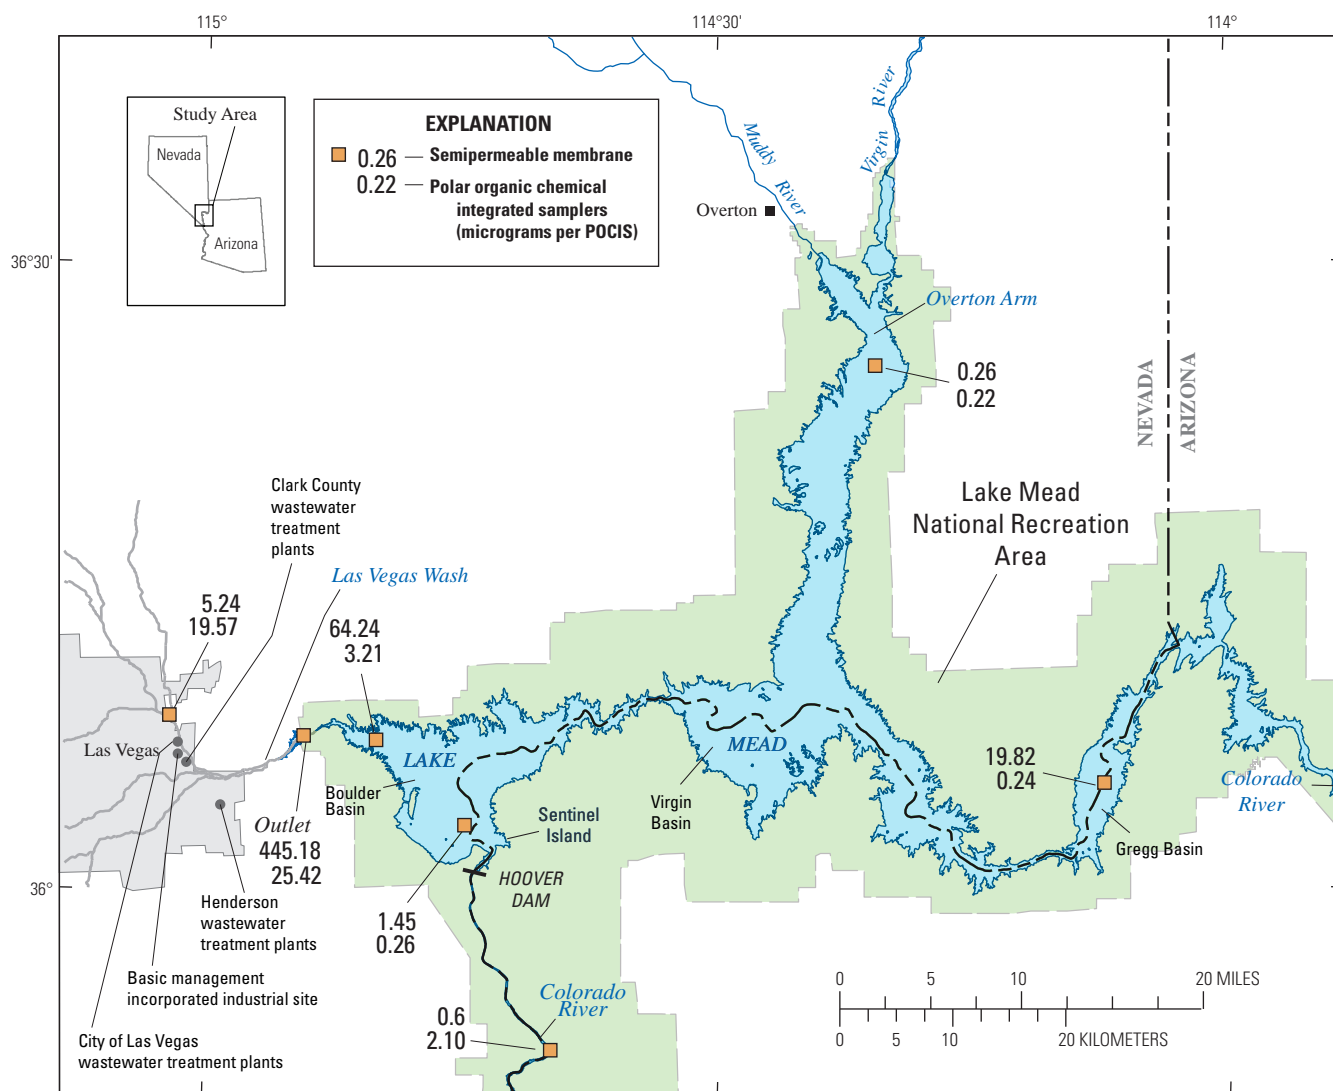 115°
114°30'
114°
36°30'
36°
Study Area
Nevada
Arizona
EXPLANATION
0.26
Semipermeable membrane
0.22
Polar organic chemical
integrated samplers
(micrograms per POCIS)
Muddy
River
Virgin
River
Overton
Overton Arm
0.26
0.22
NEVADA
ARIZONA
Lake Mead
National Recreation
Area
Clark County
wastewater
treatment
plants
Las Vegas Wash
5.24
19.57
64.24
3.21
Las Vegas
LAKE
MEAD
Boulder
Basin
Virgin
Basin
Sentinel
Island
19.82
0.24
Colorado
River
Gregg Basin
Outlet
445.18
25.42
HOOVER
DAM
Henderson
wastewater
treatment plants
1.45
0.26
Basic management
incorporated industrial site
City of Las Vegas
wastewater treatment plants
Colorado
River
0.6
2.10
0 5 10 20 MILES
0 5 10 20 KILOMETERS